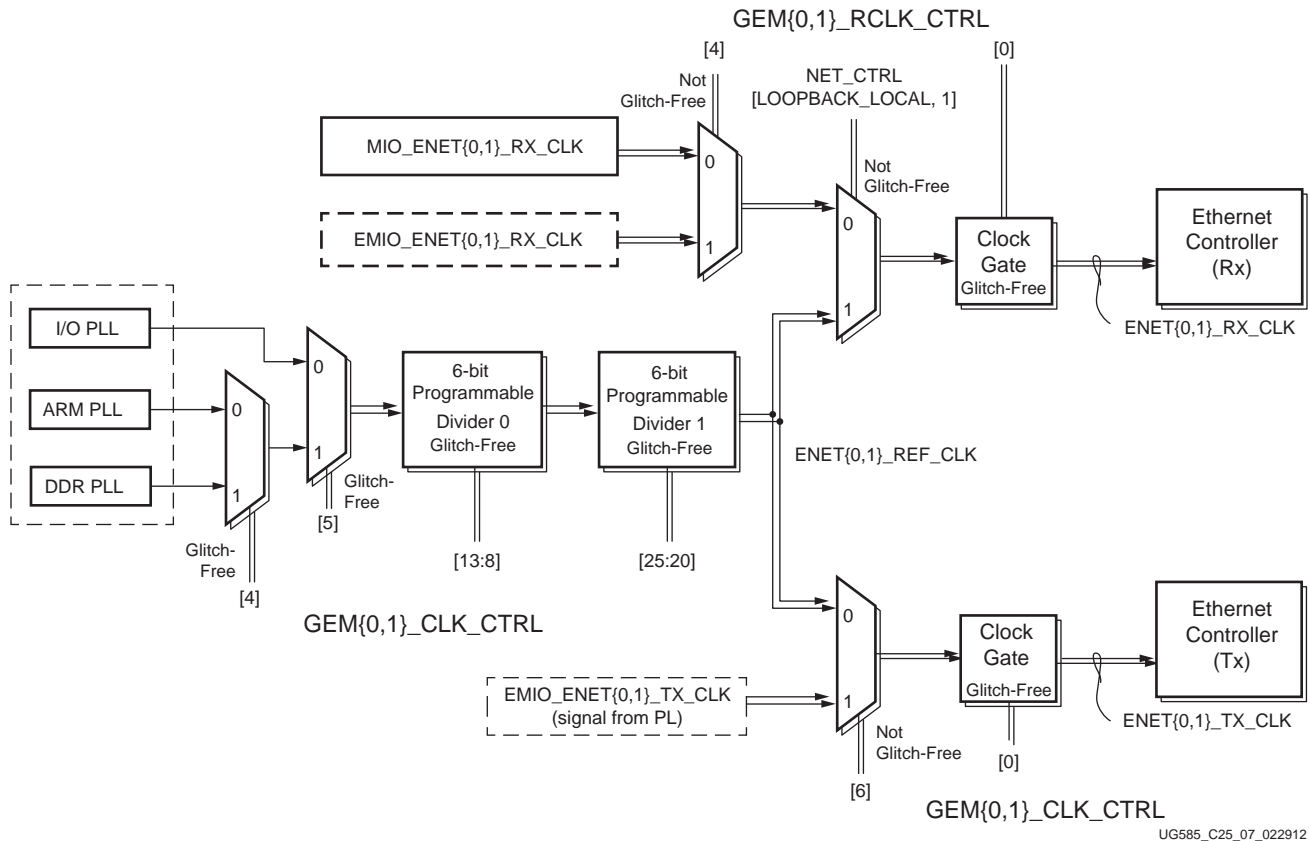 GEM{0,1}_RCLK_CTRL
[4]
[0]
Not
Glitch-Free
NET_CTRL
[LOOPBACK_LOCAL, 1]
MIO_ENET{0,1}_RX_CLK
0
Not
Glitch-Free
EMIO_ENET{0,1}_RX_CLK
1
0
Clock
Gate
Glitch-Free
Ethernet
Controller
(Rx)
1
ENET{0,1}_RX_CLK
I/O PLL
ARM PLL
DDR PLL
0
1
Glitch-
Free
[4]
0
1
Glitch-
Free
[5]
6-bit
Programmable
Divider 0
Glitch-Free
[13:8]
6-bit
Programmable
Divider 1
Glitch-Free
[25:20]
ENET{0,1}_REF_CLK
GEM{0,1}_CLK_CTRL
EMIO_ENET{0,1}_TX_CLK
(signal from PL)
0
1
Not
Glitch-Free
[6]
Clock
Gate
Glitch-Free
[0]
Ethernet
Controller
(Tx)
ENET{0,1}_TX_CLK
GEM{0,1}_CLK_CTRL
UG585_C25_07_022912